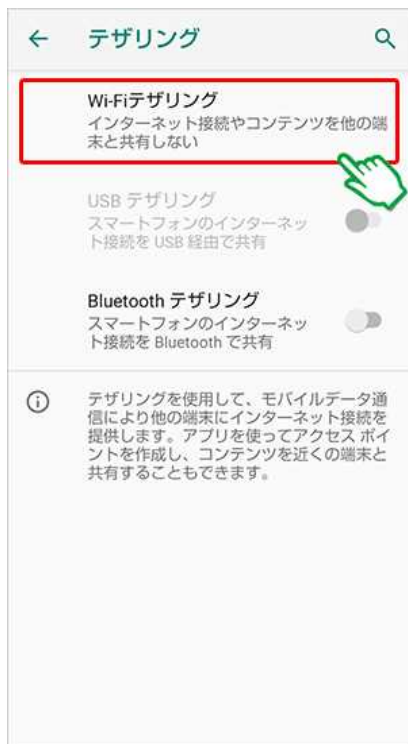 テザリング
Wi-Fiテザリング
インターネット接続やコンテンツを他の端
末と共有しない
USB テザリング
スマートフォンのインターネッ
ト接続を USB 経由で共有
Bluetooth テザリング
スマートフォンのインターネッ
ト接続を Bluetooth で共有
テザリングを使用して、モバイルデータ通
信により他の端末にインターネット接続を
提供します。アプリを使ってアクセス ポイ
ントを作成し、コンテンツを近くの端末と
共有することもできます。